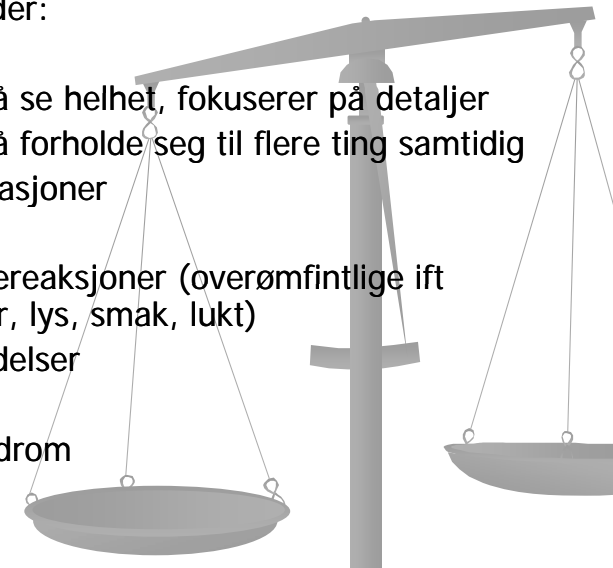 der:
å se helhet, fokuserer på detaljer
å forholde seg til flere ting samtidig
asjoner
ereaksjoner (overømfintlige ift
r, lys, smak, lukt)
delser
drom